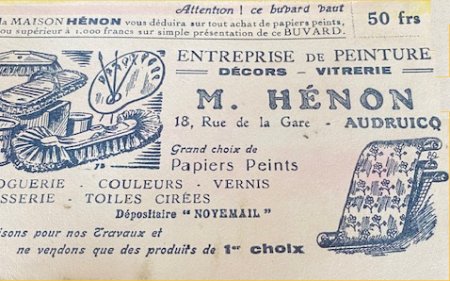 Attention ! ce buvard vaut
la MAISON HÉNON vous déduira sur tout achat de papiers peints,
ou supérieur à 1.000 francs sur simple présentation de ce BUVARD.
50 frs
ENTREPRISE DE PEINTURE
DÉCORS - VITRERIE
M. HÉNON
18, Rue de la Gare - AUDRUICQ
Grand choix de
Papiers Peints
OGUERIE - COULEURS - VERNIS
SSERIE - TOILES CIRÉES
Dépositaire "NOVEMAIL"
isons pour nos Travaux et
ne vendons que des produits de 1er choix